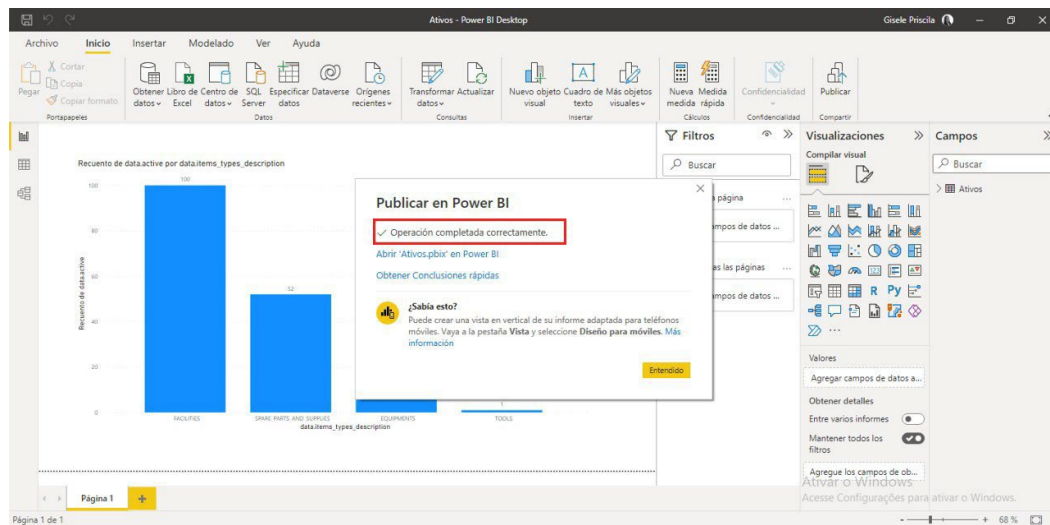 Ativos - Power BI Desktop
Gisele Priscila
Archivo Inicio Insertar Modelado Ver Ayuda
Pegar
Cortar
Copia
Copiar formato
Portapapeles
Obtener datos
Libro de Excel
Centro de datos
SQL Server
Especificar datos
Dataverse
Orígenes recientes
Datos
Transformar datos
Actualizar
Consultas
Nuevo objeto visual
Cuadro de texto
Más objetos visuales
Insertar
Nueva medida
Medida rápida
Cálculos
Confidencialidad
Confidencialidad
Publicar
Compartir
Recuento de data.active por data.items_types_description
Recuento de data.active
100
80
60
40
20
0
100
52
1
FACILITIES
SPARE PARTS, AND SUPPLIES
EQUIPMENTS
TOOLS
data.items_types_description
Publicar en Power BI
Operación completada correctamente.
Abrir 'Ativos.pbix' en Power BI
Obtener Conclusiones rápidas
¿Sabía esto?
Puede crear una vista en vertical de su informe adaptada para teléfonos
móviles. Vaya a la pestaña Vista y seleccione Diseño para móviles. Más
información
Entendido
Filtros
Buscar
página
mpos de datos ...
as las páginas
mpos de datos ...
Visualizaciones
Compilar visual
R Py
Valores
Agregar campos de datos a...
Obtener detalles
Entre varios informes
Mantener todos los
filtros
Agregue los campos de ob...
Campos
Buscar
Ativos
Ativar o Windows
Acesse Configurações para ativar o Windows.
Página 1
Página 1 de 1
68 %